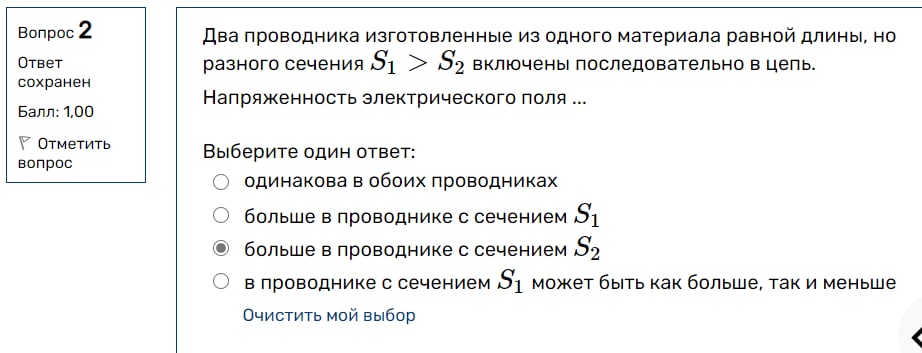 Вопрос 2
Ответ
сохранен
Балл: 1,00
Отметить
вопрос
Два проводника изготовленные из одного материала равной длины, но
разного сечения S₁ > S₂ включены последовательно в цепь.
Напряженность электрического поля ...
Выберите один ответ:
одинакова в обоих проводниках
больше в проводнике с сечением S₁
больше в проводнике с сечением S₂
в проводнике с сечением S₁ может быть как больше, так и меньше
Очистить мой выбор